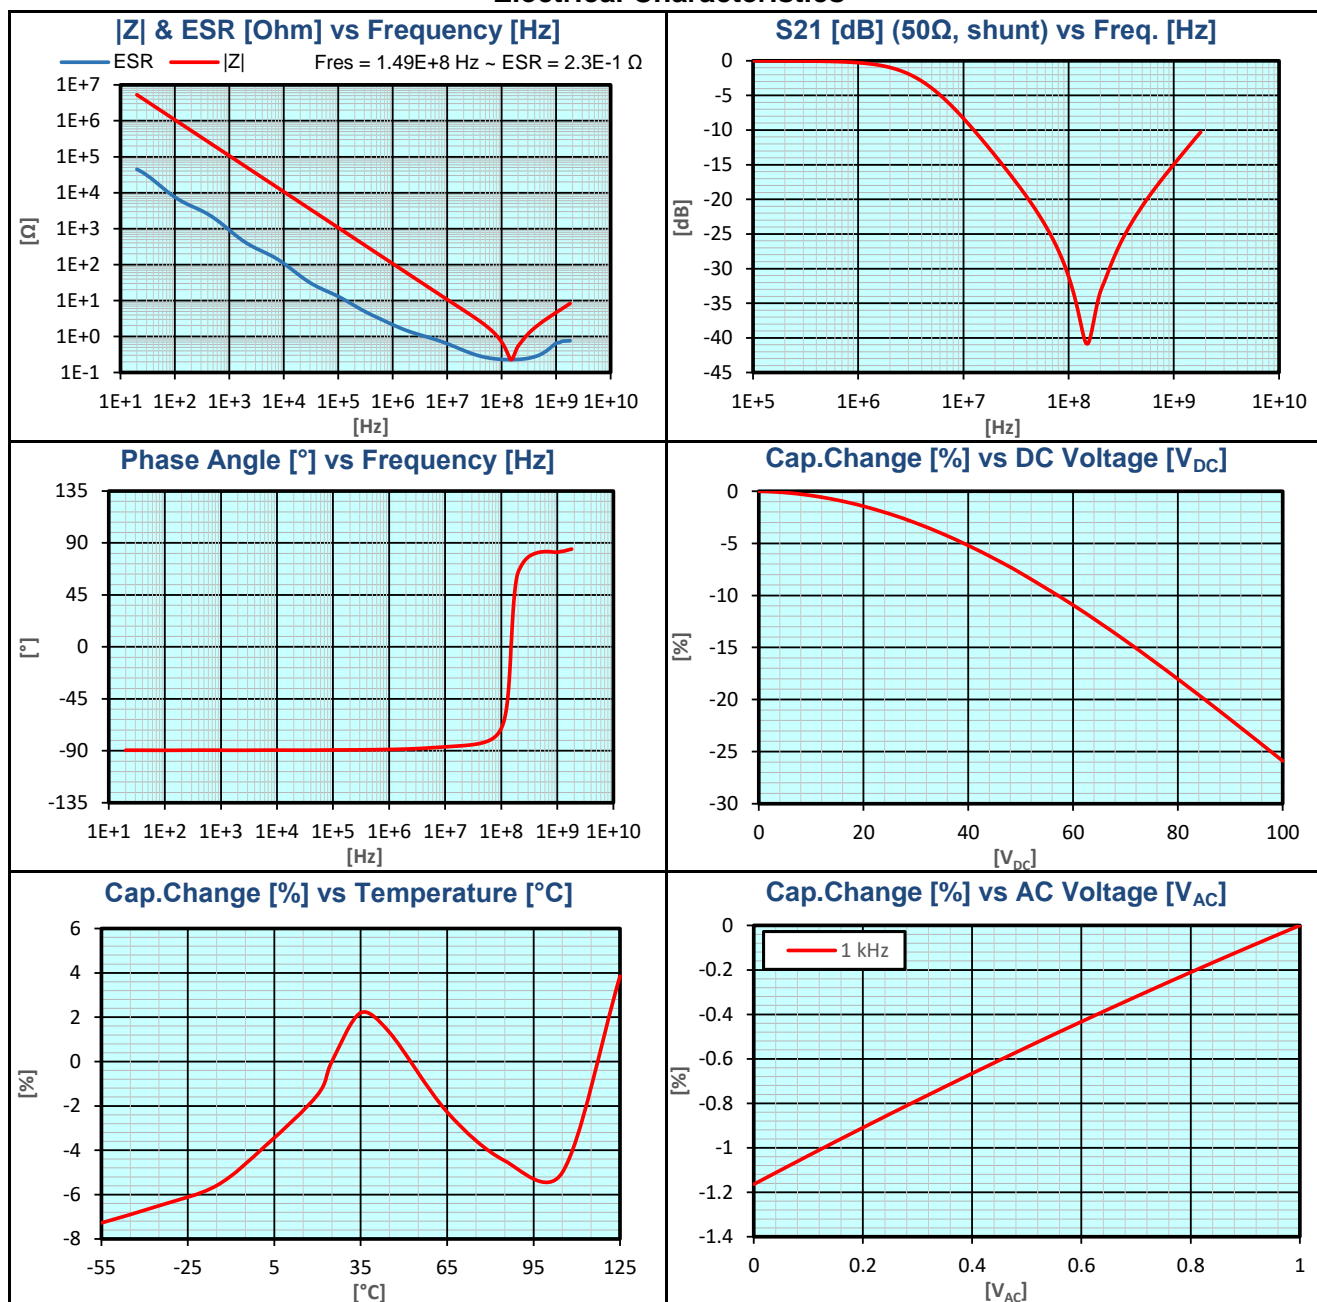 |Z| & ESR [Ohm] vs Frequency [Hz]
ESR |Z| Fres = 1.49E+8 Hz ~ ESR = 2.3E-1 Ω
1E+7
1E+6
1E+5
1E+4
1E+3
1E+2
1E+1
1E+0
1E-1
[Ω]
1E+1 1E+2 1E+3 1E+4 1E+5 1E+6 1E+7 1E+8 1E+9 1E+10
[Hz]
S21 [dB] (50Ω, shunt) vs Freq. [Hz]
0
-5
-10
-15
-20
-25
-30
-35
-40
-45
[dB]
1E+5 1E+6 1E+7 1E+8 1E+9 1E+10
[Hz]
Phase Angle [°] vs Frequency [Hz]
135
90
45
0
-45
-90
-135
[°]
1E+1 1E+2 1E+3 1E+4 1E+5 1E+6 1E+7 1E+8 1E+9 1E+10
[Hz]
Cap.Change [%] vs DC Voltage [VDC]
0
-5
-10
-15
-20
-25
-30
[%]
0 20 40 60 80 100
[VDC]
Cap.Change [%] vs Temperature [°C]
6
4
2
0
-2
-4
-6
-8
[%]
-55 -25 5 35 65 95 125
[°C]
Cap.Change [%] vs AC Voltage [VAC]
1 kHz
0
-0.2
-0.4
-0.6
-0.8
-1
-1.2
-1.4
[%]
0 0.2 0.4 0.6 0.8 1
[VAC]